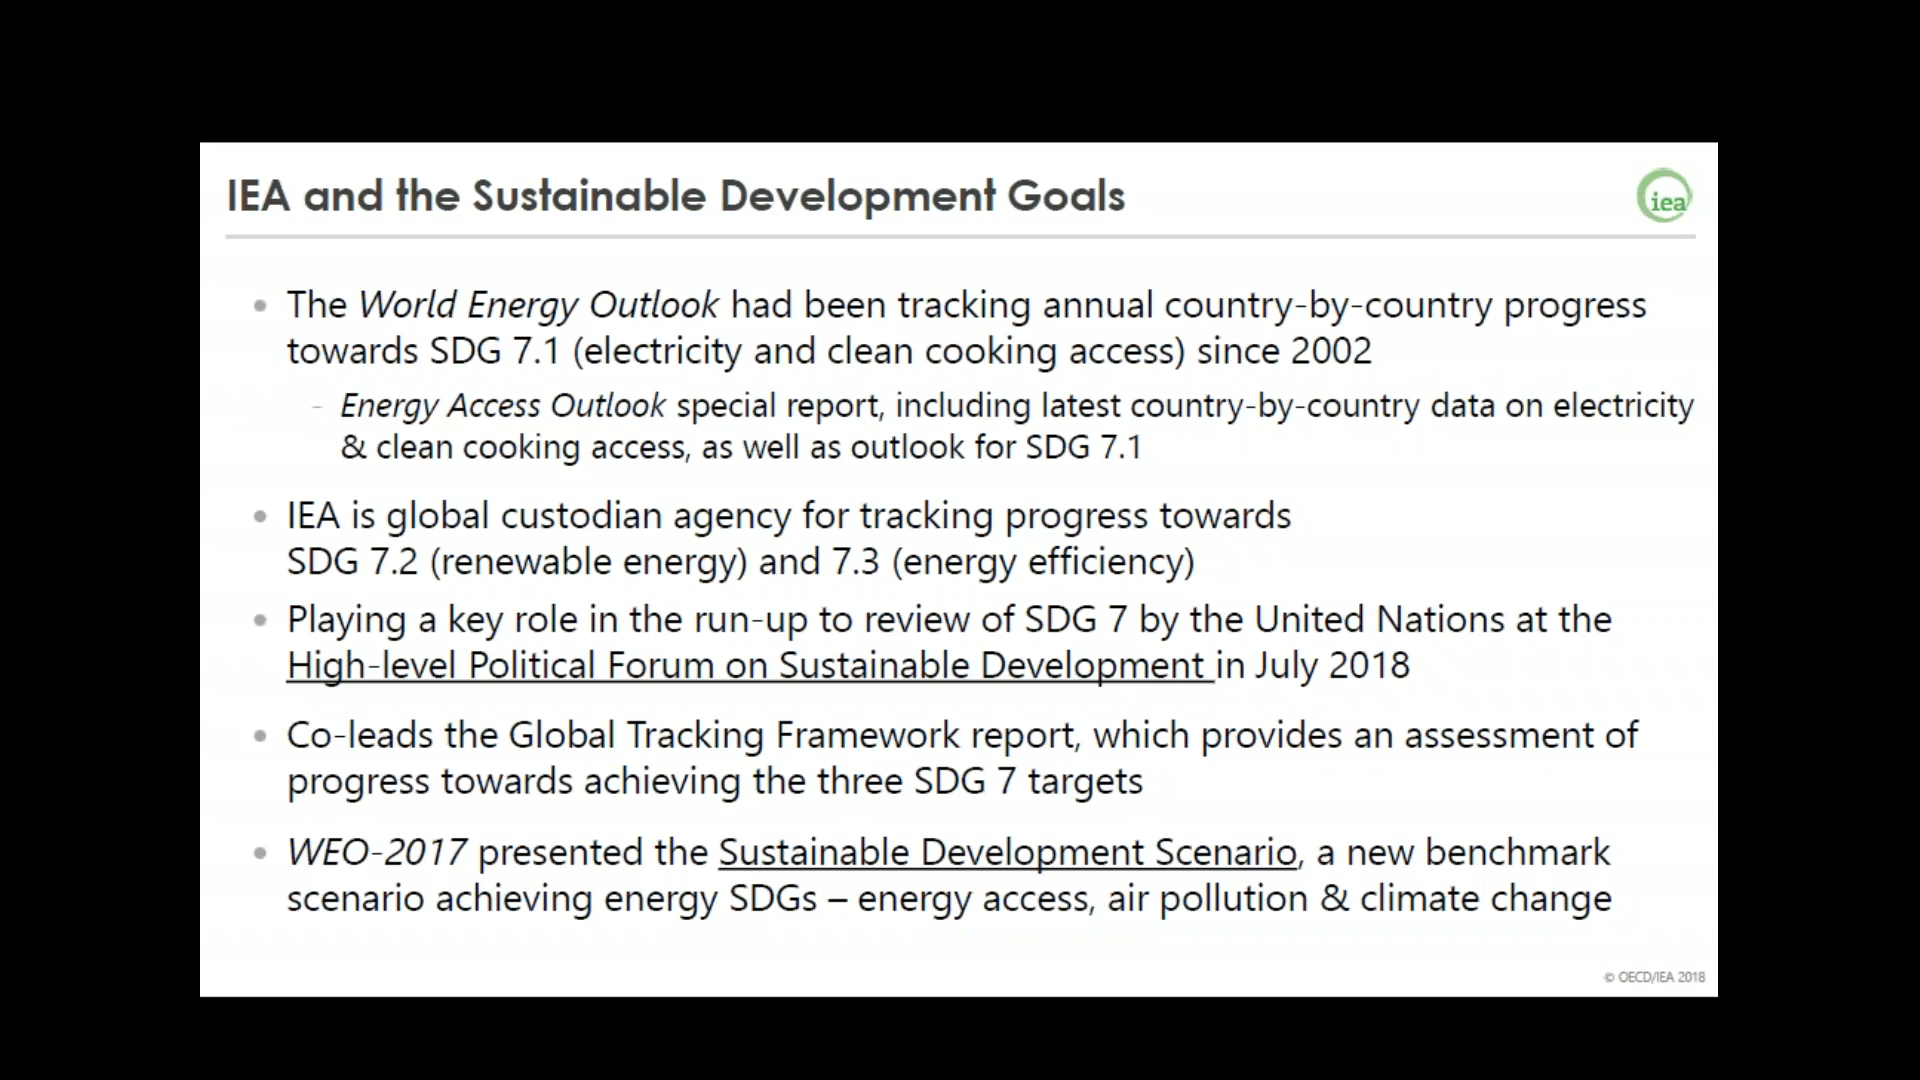 IEA and the Sustainable Development Goals
iea
• The World Energy Outlook had been tracking annual country-by-country progress
towards SDG 7.1 (electricity and clean cooking access) since 2002
- Energy Access Outlook special report, including latest country-by-country data on electricity
& clean cooking access, as well as outlook for SDG 7.1
• IEA is global custodian agency for tracking progress towards
SDG 7.2 (renewable energy) and 7.3 (energy efficiency)
• Playing a key role in the run-up to review of SDG 7 by the United Nations at the
High-level Political Forum on Sustainable Development in July 2018
• Co-leads the Global Tracking Framework report, which provides an assessment of
progress towards achieving the three SDG 7 targets
• WEO-2017 presented the Sustainable Development Scenario, a new benchmark
scenario achieving energy SDGs – energy access, air pollution & climate change
© OECD/IEA 2018